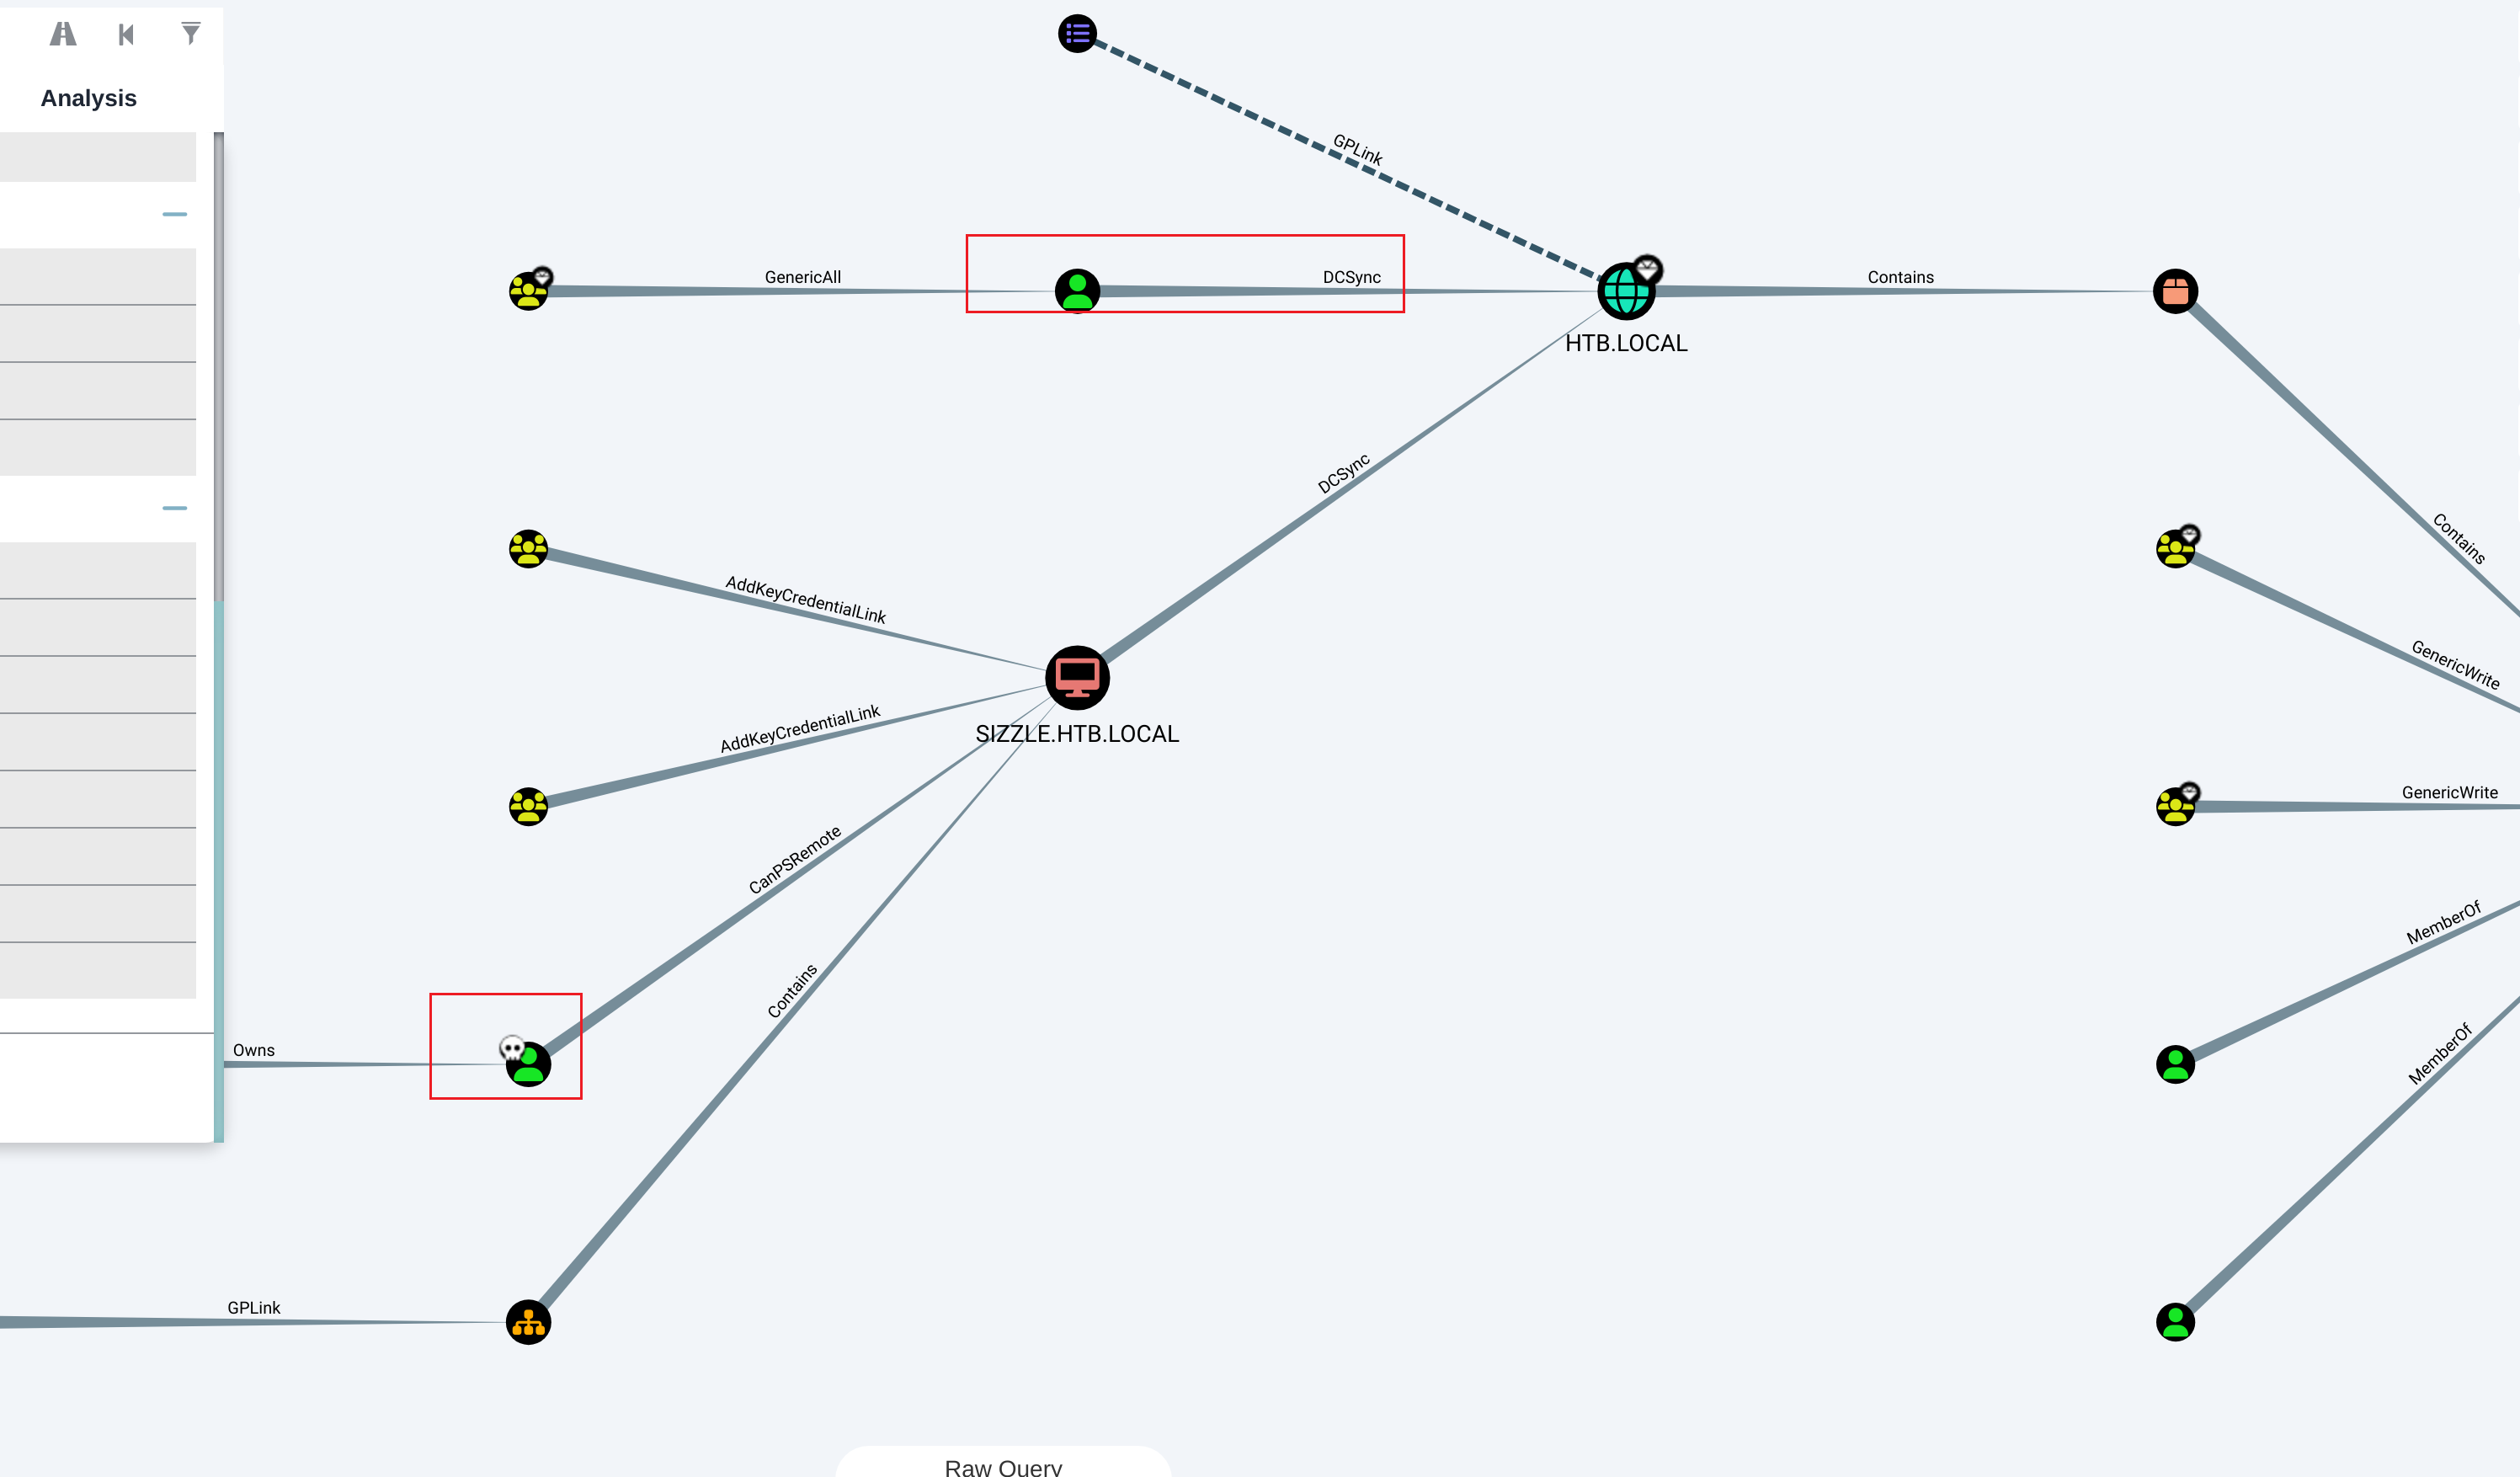 Analysis
GPLink
GenericAll
DCSync
Contains
HTB.LOCAL
DCSync
Contains
AddKeyCredentialLink
GenericWrite
AddKeyCredentialLink
SIZZLE.HTB.LOCAL
GenericWrite
CanPSRemote
MemberOf
Contains
Owns
MemberOf
GPLink
Raw Query